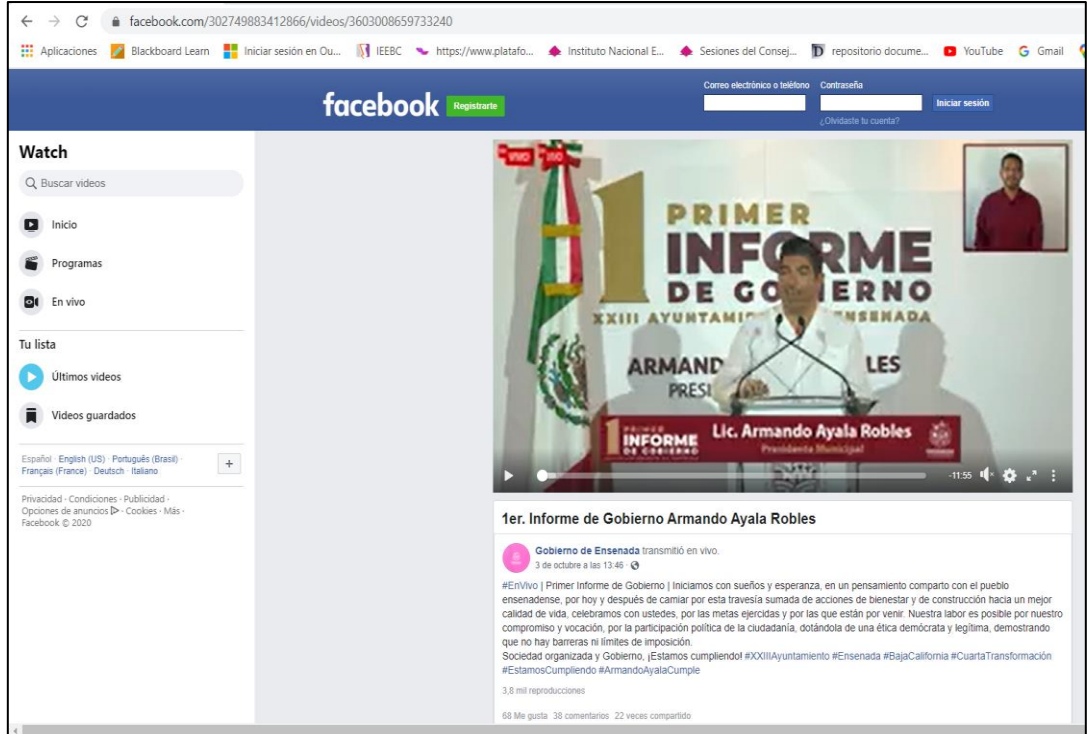 facebook.com/302749883412866/videos/3603008659733240
Aplicaciones Blackboard Learn Iniciar sesión en Ou... IEEBC https://www.platafo... Instituto Nacional E... Sesiones del Consej... repositorio docume... YouTube Gmail
facebook Registrarte
Correo electrónico o teléfono Contraseña
Iniciar sesión
¿Olvidaste tu cuenta?
Watch
Buscar videos
Inicio
Programas
En vivo
Tu lista
Últimos videos
Videos guardados
Español · English (US) · Português (Brasil) ·
Français (France) · Deutsch · Italiano
Privacidad · Condiciones · Publicidad ·
Opciones de anuncios · Cookies · Más ·
Facebook © 2020
VIVO VIVO
1 PRIMER
INFORME
DE GO IERNO
XXIII AYUNTAMI ENSENADA
ARMAND LES
PRESI
1 PRIMER
INFORME
DE GOBIERNO
Lic. Armando Ayala Robles
Presidente Municipal
-11:55
1er. Informe de Gobierno Armando Ayala Robles
Gobierno de Ensenada transmitió en vivo.
3 de octubre a las 13:46 ·
#EnVivo | Primer Informe de Gobierno | Iniciamos con sueños y esperanza, en un pensamiento comparto con el pueblo
ensenadense, por hoy y después de camiar por esta travesía sumada de acciones de bienestar y de construcción hacia un mejor
calidad de vida, celebramos con ustedes, por las metas ejercidas y por las que están por venir. Nuestra labor es posible por nuestro
compromiso y vocación, por la participación política de la ciudadanía, dotándola de una ética demócrata y legítima, demostrando
que no hay barreras ni límites de imposición.
Sociedad organizada y Gobierno, ¡Estamos cumpliendo! #XXIIIAyuntamiento #Ensenada #BajaCalifornia #CuartaTransformación
#EstamosCumpliendo #ArmandoAyalaCumple
3,8 mil reproducciones
68 Me gusta 38 comentarios 22 veces compartido